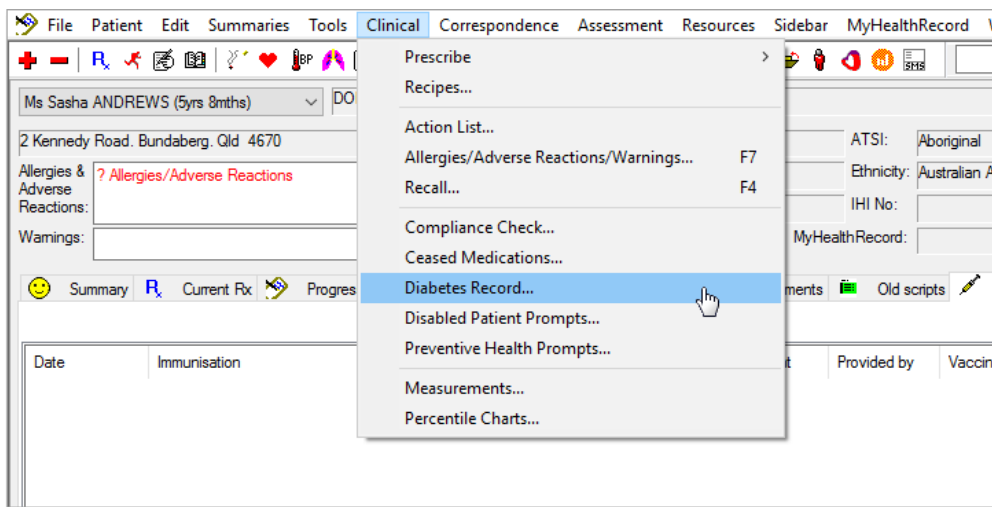 File Patient Edit Summaries Tools Clinical Correspondence Assessment Resources Sidebar MyHealthRecord
BP SMS
Ms Sasha ANDREWS (5yrs 8mths)
2 Kennedy Road. Bundaberg. Qld 4670
Allergies & Adverse Reactions:
? Allergies/Adverse Reactions
Warnings:
Prescribe
Recipes...
Action List...
Allergies/Adverse Reactions/Warnings... F7
Recall... F4
Compliance Check...
Ceased Medications...
Diabetes Record...
Disabled Patient Prompts...
Preventive Health Prompts...
Measurements...
Percentile Charts...
ATSI: Aboriginal
Ethnicity: Australian A
IHI No:
MyHealthRecord:
Summary Rx Current Rx Progres ments Old scripts
Date Immunisation Provided by Vaccin